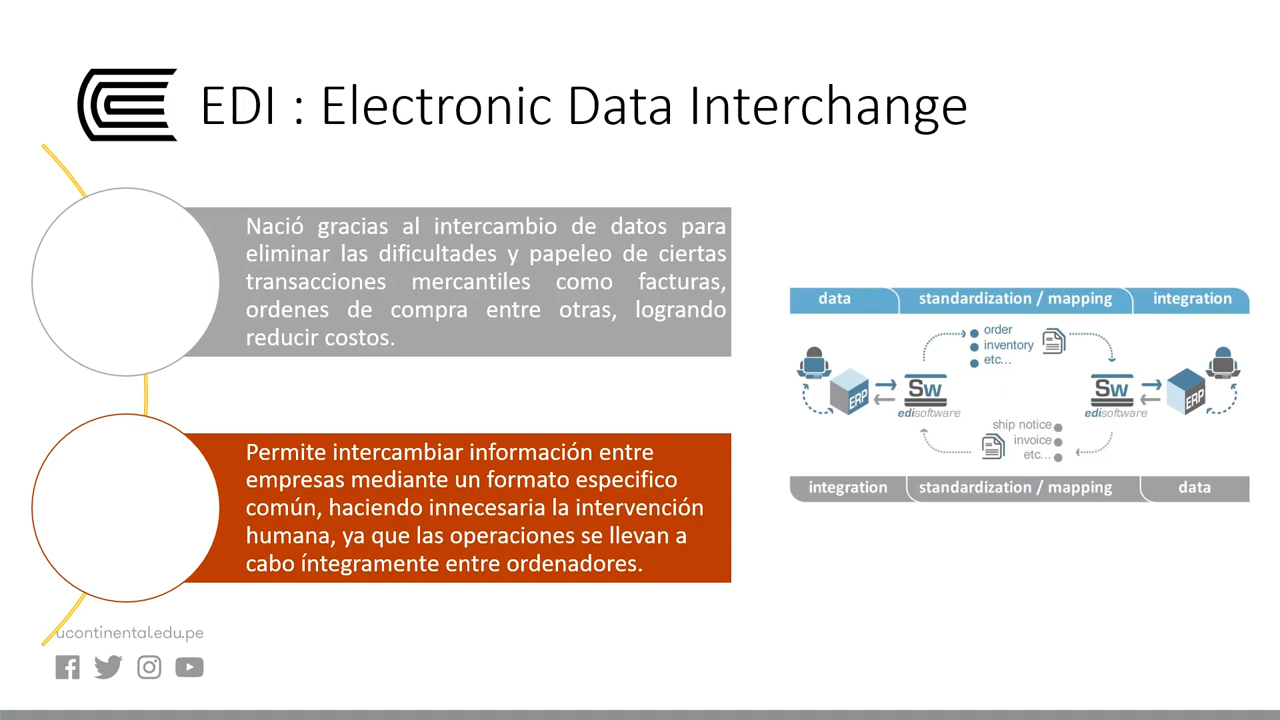 EDI : Electronic Data Interchange
Nació gracias al intercambio de datos para
eliminar las dificultades y papeleo de ciertas
transacciones mercantiles como facturas,
ordenes de compra entre otras, logrando
reducir costos.
Permite intercambiar información entre
empresas mediante un formato especifico
común, haciendo innecesaria la intervención
humana, ya que las operaciones se llevan a
cabo íntegramente entre ordenadores.
data
standardization / mapping
integration
order
inventory
etc...
ERP
Sw
edisoftware
Sw
edisoftware
ERP
ship notice
invoice
etc...
integration
standardization / mapping
data
ucontinental.edu.pe